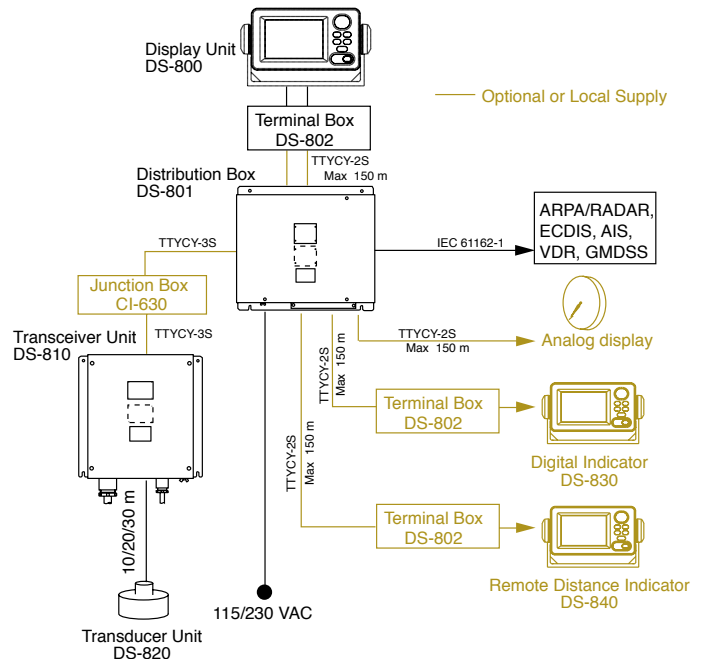 Display Unit
DS-800
Optional or Local Supply
Terminal Box
DS-802
TTYCY-2S
Max 150 m
Distribution Box
DS-801
ARPA/RADAR,
ECDIS, AIS,
VDR, GMDSS
IEC 61162-1
TTYCY-3S
Junction Box
CI-630
TTYCY-3S
Transceiver Unit
DS-810
TTYCY-2S
Max 150 m
Analog display
TTYCY-2S
Max 150 m
Terminal Box
DS-802
Digital Indicator
DS-830
TTYCY-2S
Max 150 m
Terminal Box
DS-802
Remote Distance Indicator
DS-840
10/20/30 m
115/230 VAC
Transducer Unit
DS-820